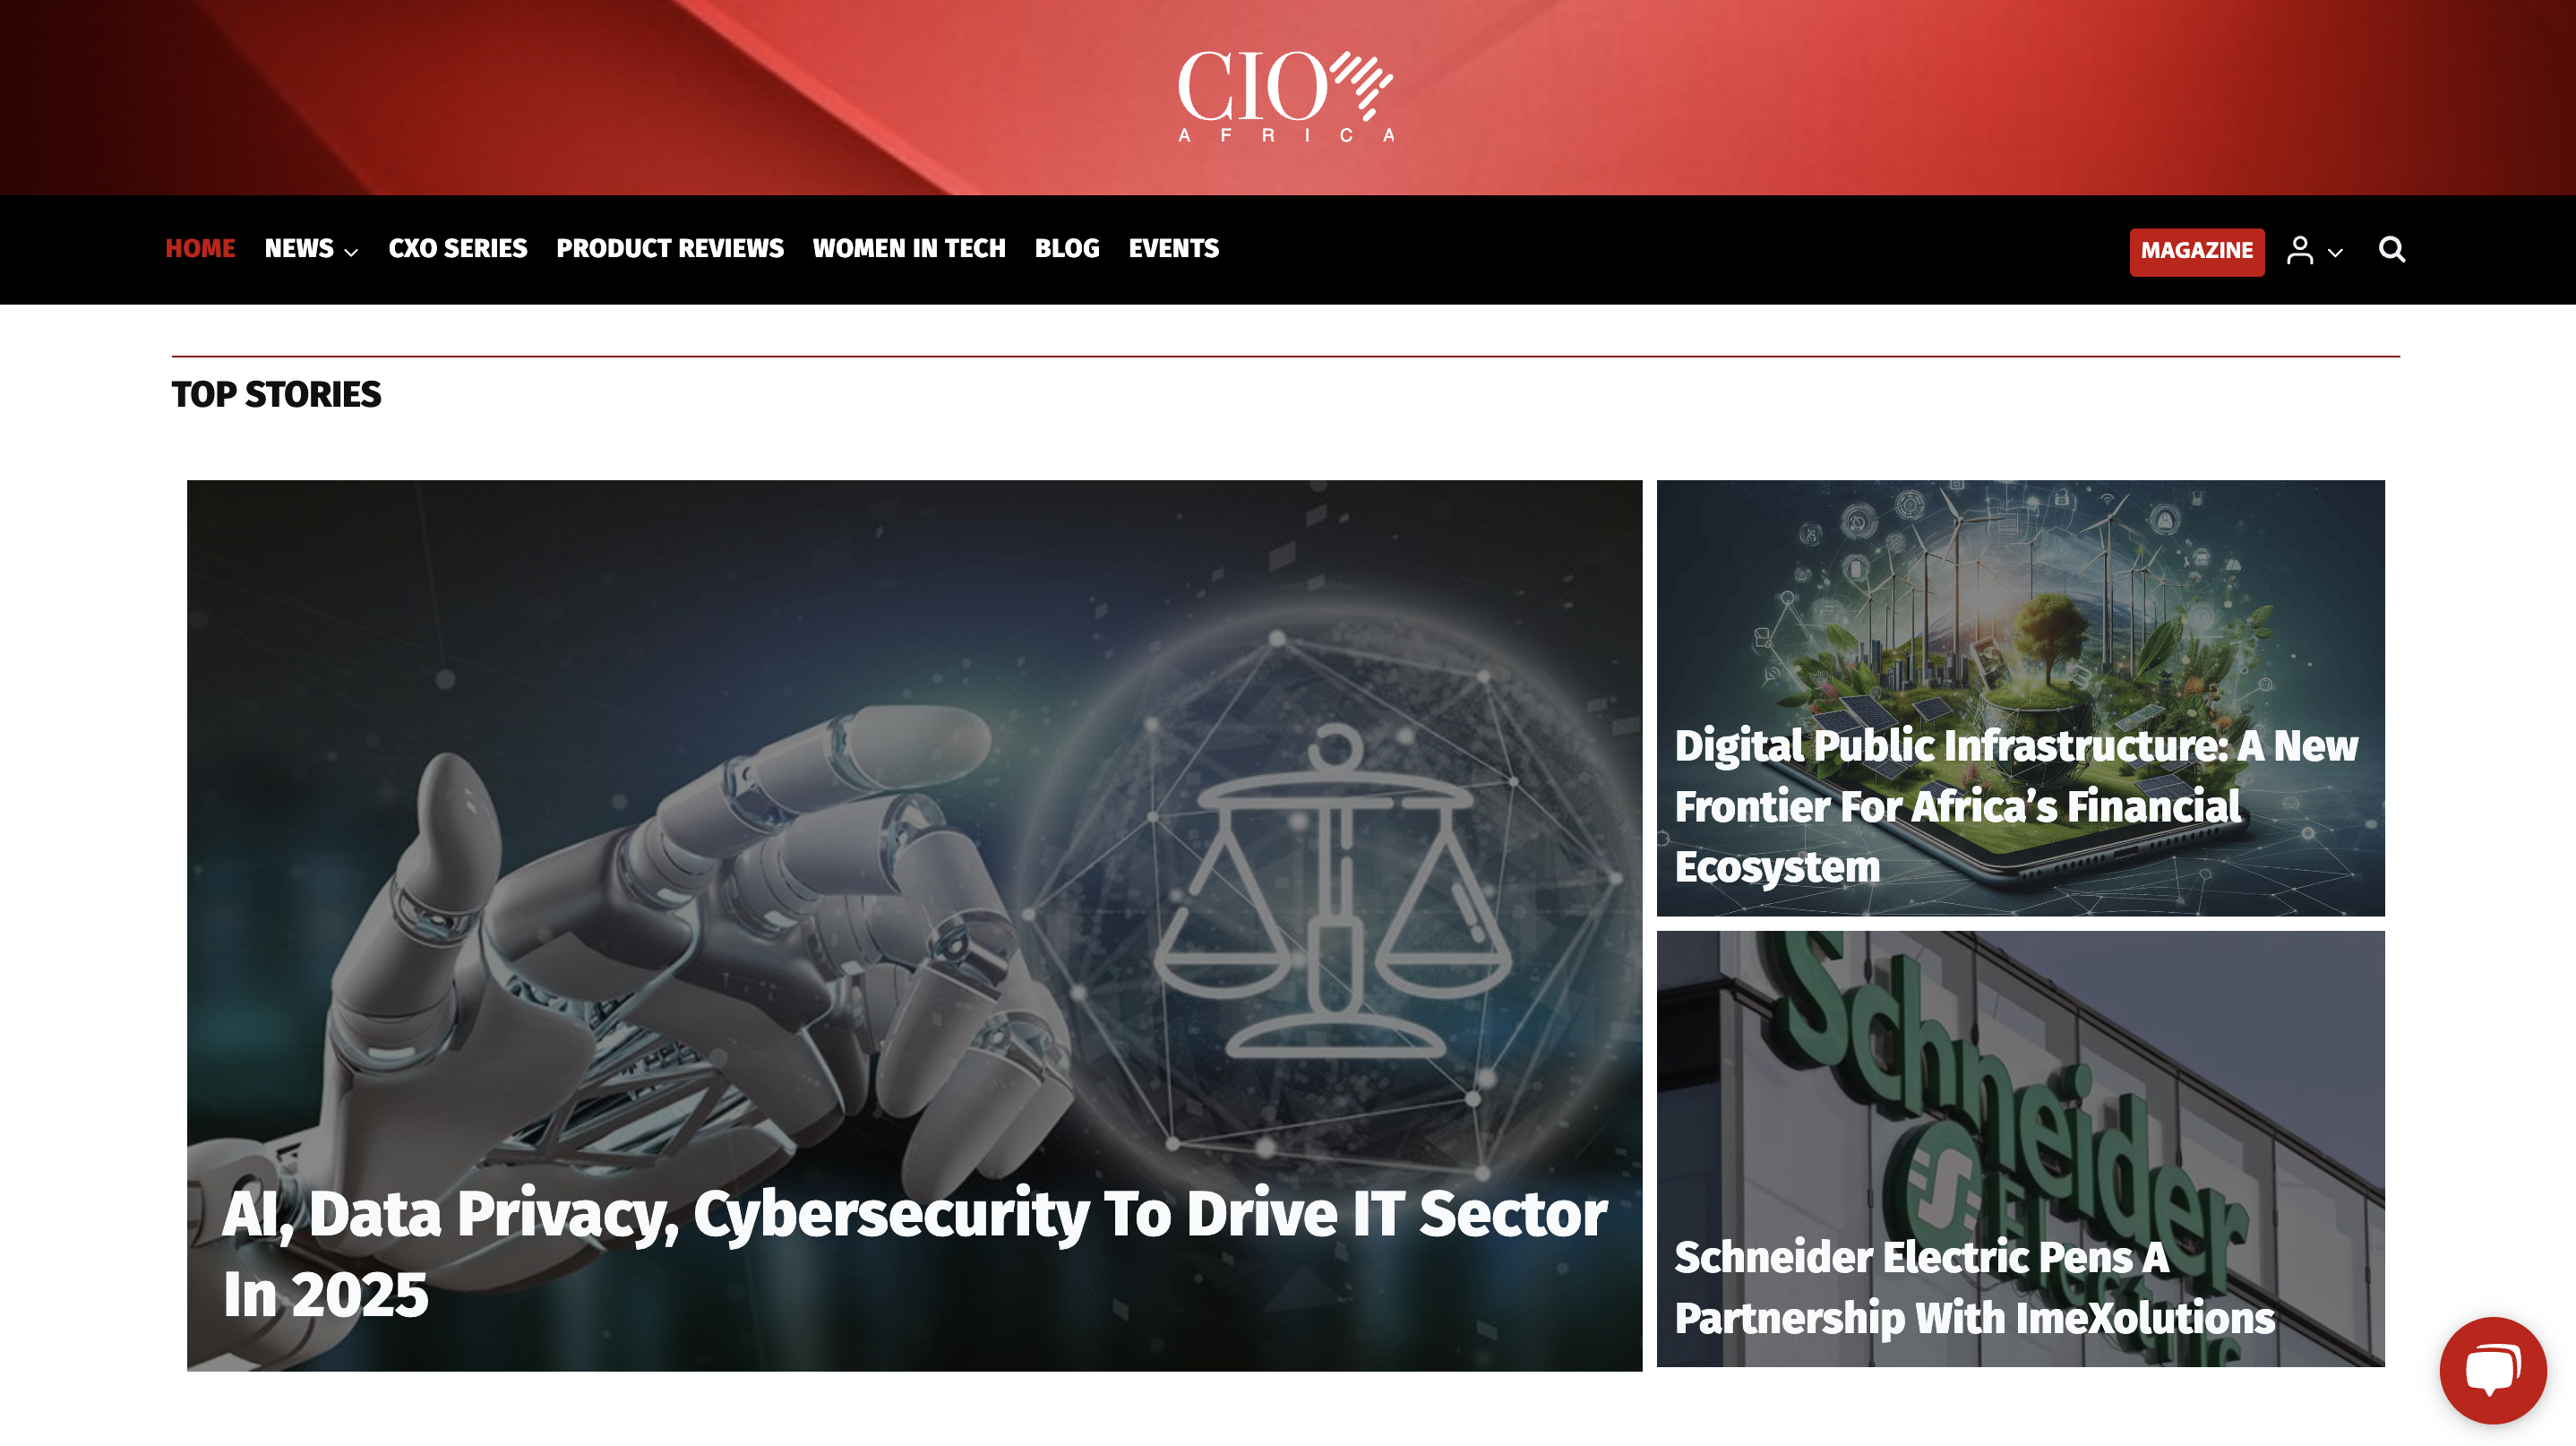 CIO
AFRICA
HOME NEWS CXO SERIES PRODUCT REVIEWS WOMEN IN TECH BLOG EVENTS MAGAZINE
TOP STORIES
AI, Data Privacy, Cybersecurity To Drive IT Sector
In 2025
Digital Public Infrastructure: A New
Frontier For Africa’s Financial
Ecosystem
Schneider
Electric
Schneider Electric Pens A
Partnership With ImeXolutions